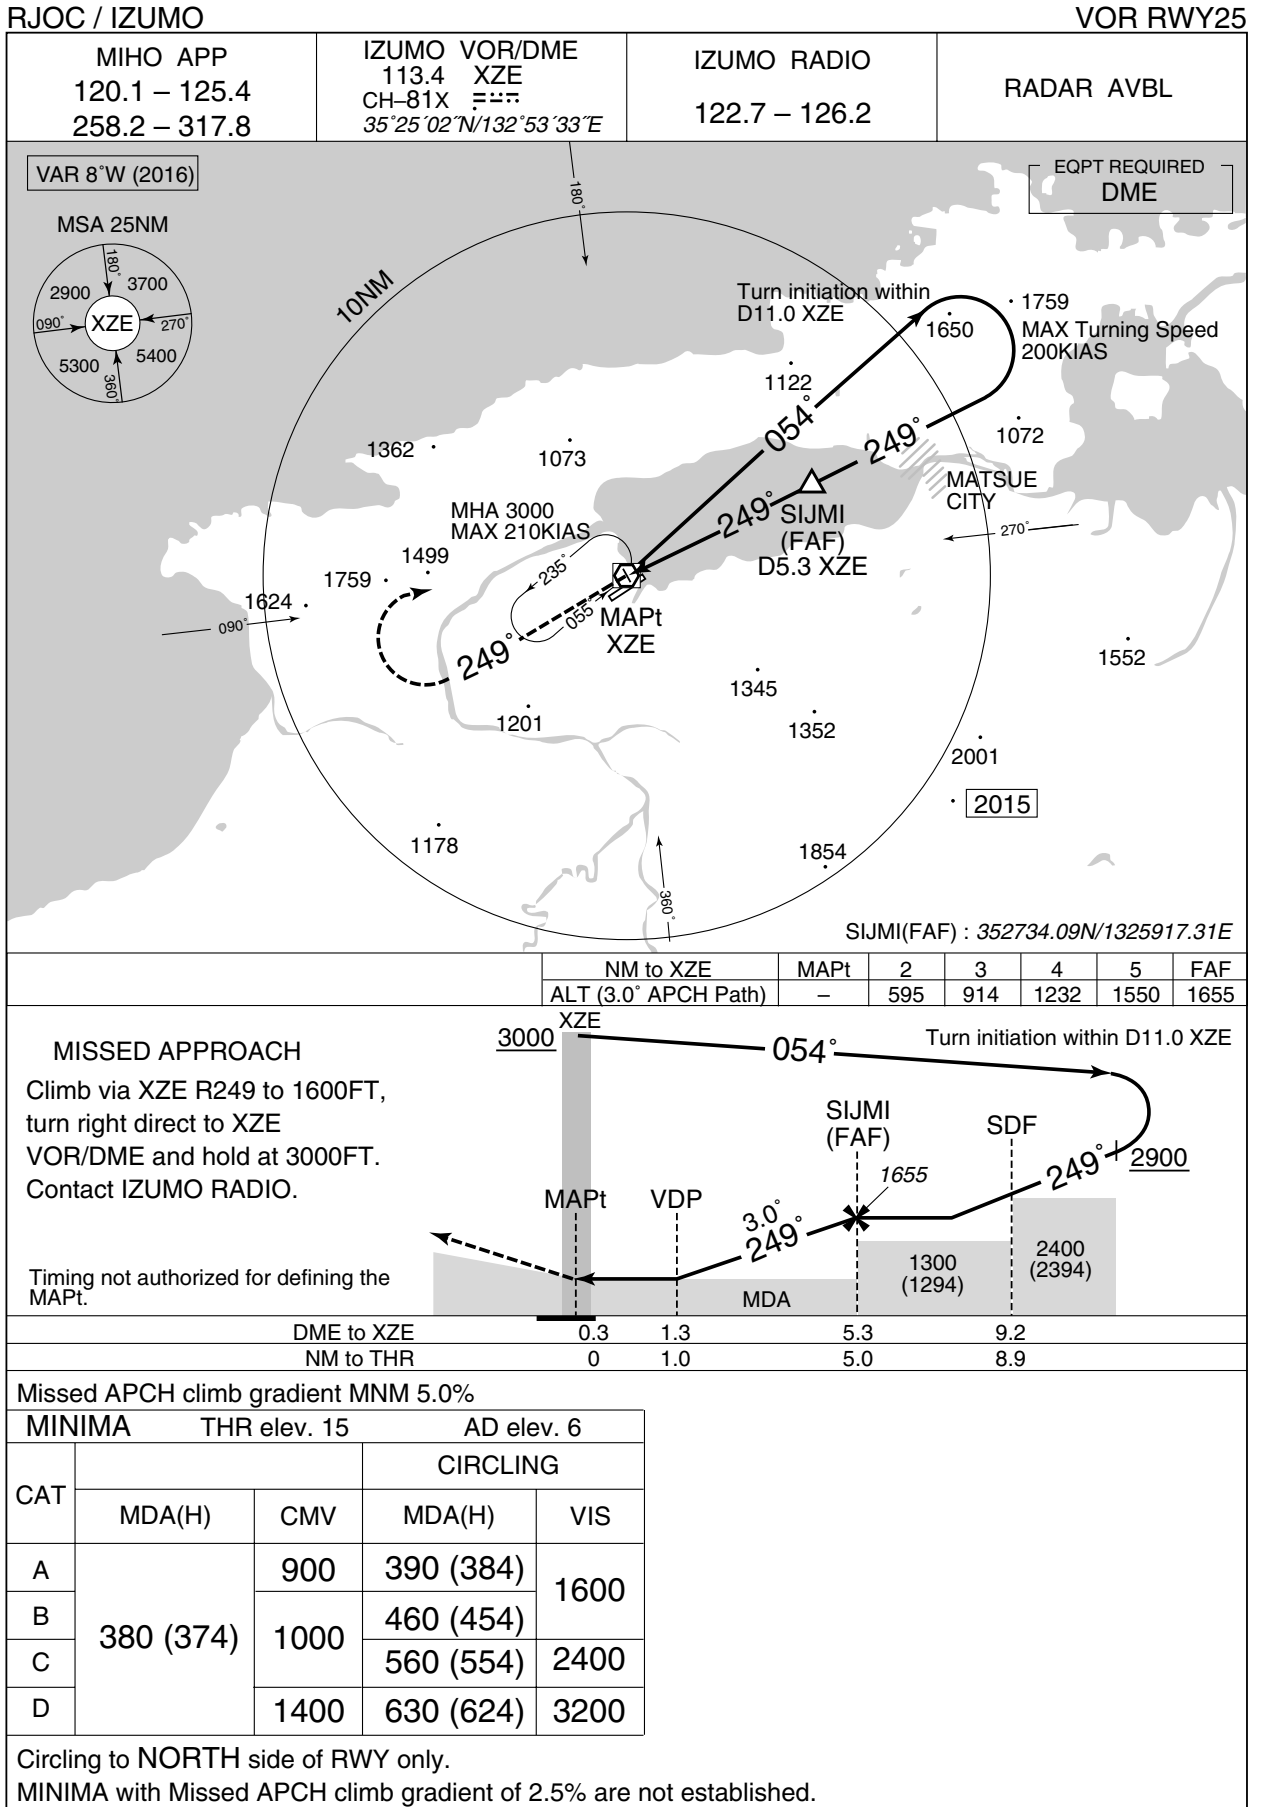 RJOC / IZUMO
VOR RWY25
MIHO APP
120.1 – 125.4
258.2 – 317.8
IZUMO VOR/DME
113.4 XZE
CH–81X
35°25´02˝N/132°53´33˝E
IZUMO RADIO
122.7 – 126.2
RADAR AVBL
VAR 8°W (2016)
EQPT REQUIRED
DME
MSA 25NM
180°
2900
3700
090°
XZE
270°
5300
5400
360°
180°
10NM
Turn initiation within
D11.0 XZE
1650
1759
MAX Turning Speed
200KIAS
1122
054°
249°
1072
1362
1073
MATSUE
CITY
MHA 3000
MAX 210KIAS
249°
SIJMI
(FAF)
D5.3 XZE
270°
1499
1759
235°
1624
055°
MAPt
XZE
090°
249°
1552
1345
1201
1352
2001
2015
1178
1854
360°
SIJMI(FAF) : 352734.09N/1325917.31E
NM to XZE MAPt 2 3 4 5 FAF
ALT (3.0° APCH Path) – 595 914 1232 1550 1655
MISSED APPROACH
Climb via XZE R249 to 1600FT,
turn right direct to XZE
VOR/DME and hold at 3000FT.
Contact IZUMO RADIO.
Timing not authorized for defining the
MAPt.
XZE
3000
054°
Turn initiation within D11.0 XZE
SIJMI
(FAF)
SDF
249°
2900
1655
MAPt
VDP
3.0°
249°
1300
(1294)
2400
(2394)
MDA
DME to XZE 0.3 1.3 5.3 9.2
NM to THR 0 1.0 5.0 8.9
Missed APCH climb gradient MNM 5.0%
MINIMA THR elev. 15 AD elev. 6
CAT
CIRCLING
MDA(H) CMV MDA(H) VIS
A 900 390 (384)
1600
B 460 (454)
380 (374) 1000
C 560 (554) 2400
D 1400 630 (624) 3200
Circling to NORTH side of RWY only.
MINIMA with Missed APCH climb gradient of 2.5% are not established.